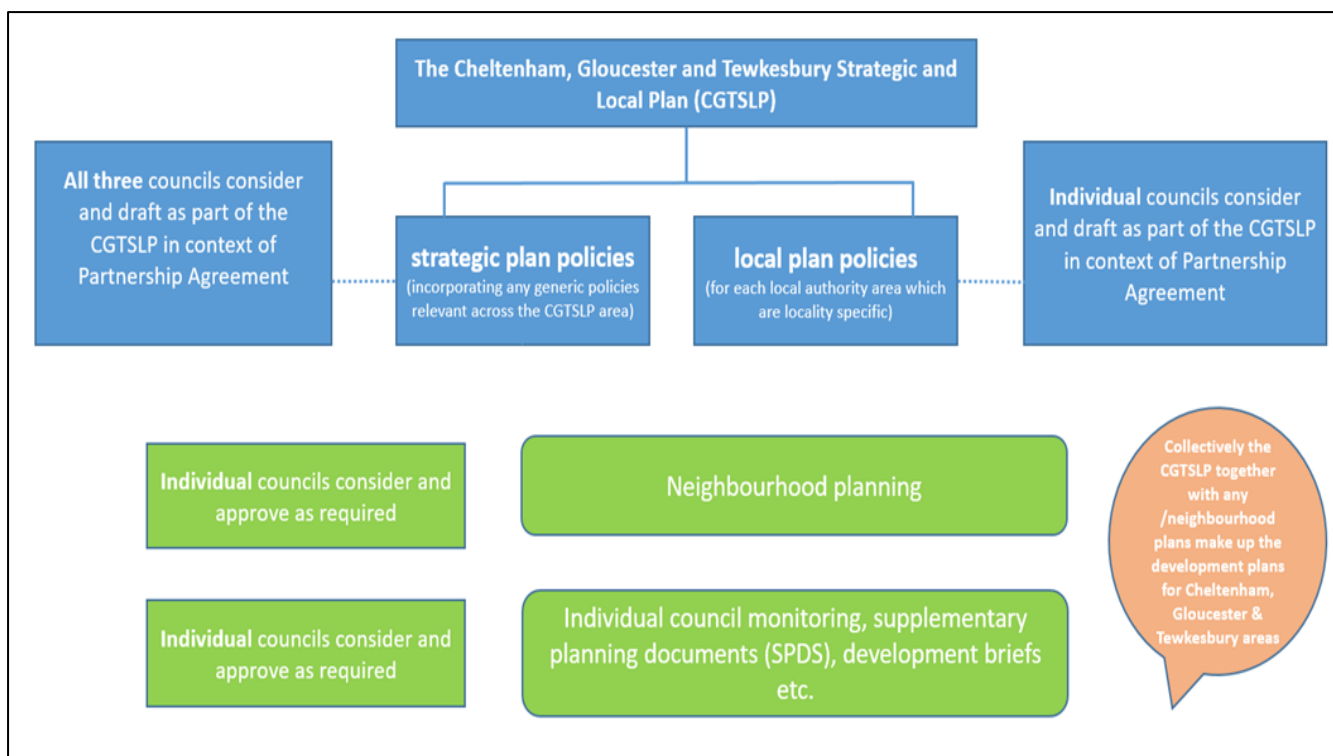 The Cheltenham, Gloucester and Tewkesbury Strategic and
Local Plan (CGTSLP)
All three councils consider
and draft as part of the
CGTSLP in context of
Partnership Agreement
strategic plan policies
(incorporating any generic policies
relevant across the CGTSLP area)
local plan policies
(for each local authority area which
are locality specific)
Individual councils consider
and draft as part of the CGTSLP
in context of Partnership
Agreement
Individual councils consider and
approve as required
Neighbourhood planning
Individual councils consider and
approve as required
Individual council monitoring, supplementary
planning documents (SPDS), development briefs
etc.
Collectively the
CGTSLP together
with any
/neighbourhood
plans make up the
development plans
for Cheltenham,
Gloucester &
Tewkesbury areas